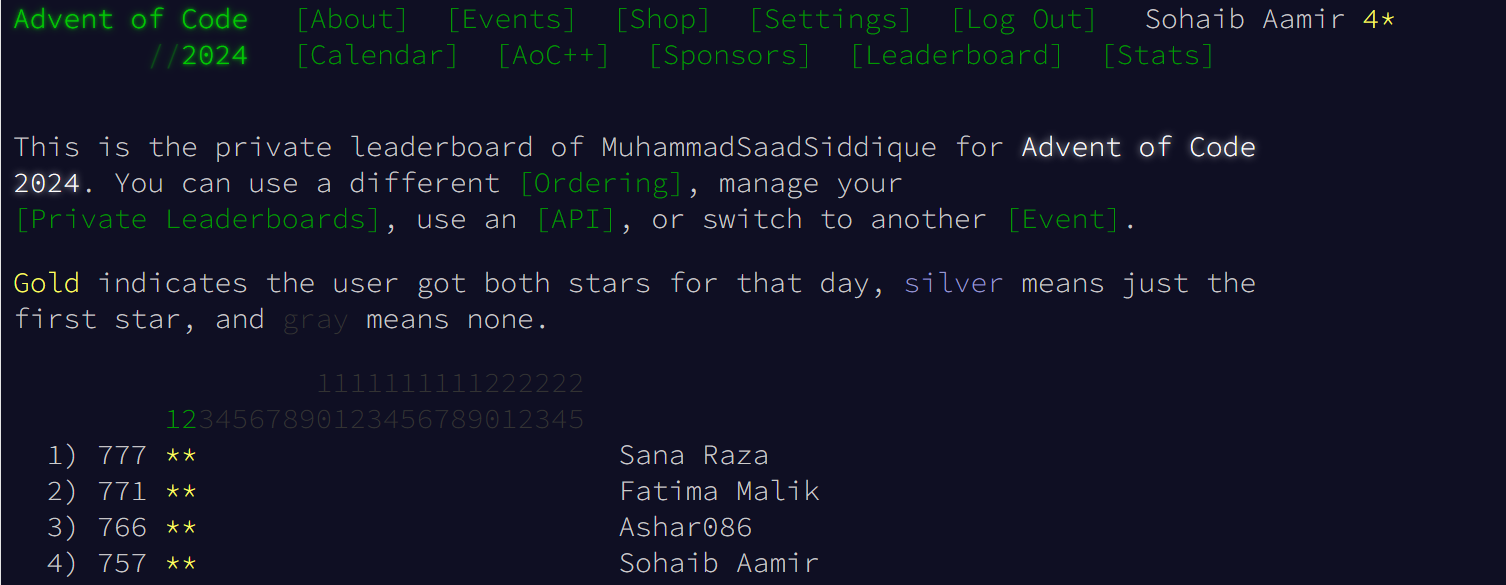 Advent of Code [About] [Events] [Shop] [Settings] [Log Out] Sohaib Aamir 4*
//2024 [Calendar] [AoC++] [Sponsors] [Leaderboard] [Stats]
This is the private leaderboard of MuhammadSaadSiddique for Advent of Code
2024. You can use a different [Ordering], manage your
[Private Leaderboards], use an [API], or switch to another [Event].
Gold indicates the user got both stars for that day, silver means just the
first star, and gray means none.
1111111111222222
1234567890123456789012345
1) 777 ** Sana Raza
2) 771 ** Fatima Malik
3) 766 ** Ashar086
4) 757 ** Sohaib Aamir